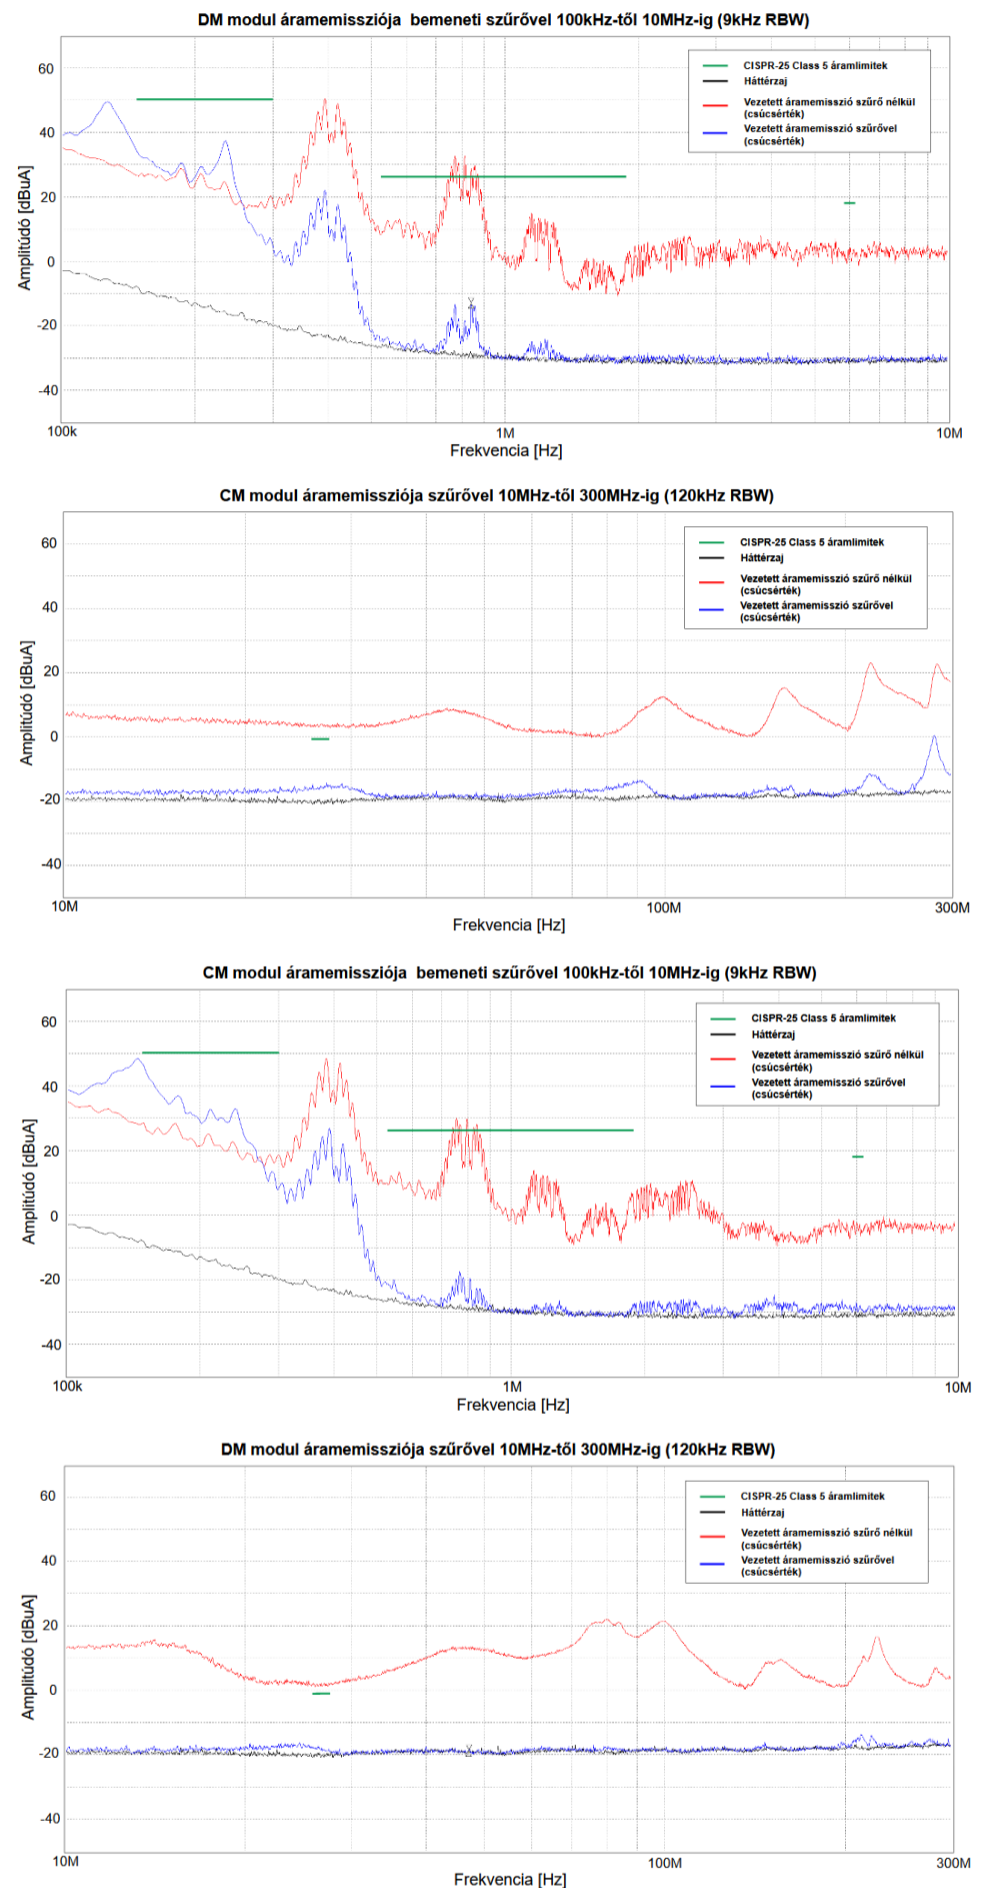 DM modul áramemissziója  bemeneti szűrővel 100kHz-től 10MHz-ig (9kHz RBW)
CISPR-25 Class 5 áramlimitek
Háttérzaj
Vezetett áramemisszió szűrő nélkül
(csúcsérték)
Vezetett áramemisszió szűrővel
(csúcsérték)
Amplitúdó [dBuA]
60
40
20
0
-20
-40
100k
1M
10M
Frekvencia [Hz]
CM modul áramemissziója szűrővel 10MHz-től 300MHz-ig (120kHz RBW)
CISPR-25 Class 5 áramlimitek
Háttérzaj
Vezetett áramemisszió szűrő nélkül
(csúcsérték)
Vezetett áramemisszió szűrővel
(csúcsérték)
Amplitúdó [dBuA]
60
40
20
0
-20
-40
10M
100M
300M
Frekvencia [Hz]
CM modul áramemissziója  bemeneti szűrővel 100kHz-től 10MHz-ig (9kHz RBW)
CISPR-25 Class 5 áramlimitek
Háttérzaj
Vezetett áramemisszió szűrő nélkül
(csúcsérték)
Vezetett áramemisszió szűrővel
(csúcsérték)
Amplitúdó [dBuA]
60
40
20
0
-20
-40
100k
1M
10M
Frekvencia [Hz]
DM modul áramemissziója szűrővel 10MHz-től 300MHz-ig (120kHz RBW)
CISPR-25 Class 5 áramlimitek
Háttérzaj
Vezetett áramemisszió szűrő nélkül
(csúcsérték)
Vezetett áramemisszió szűrővel
(csúcsérték)
Amplitúdó [dBuA]
60
40
20
0
-20
-40
10M
100M
300M
Frekvencia [Hz]